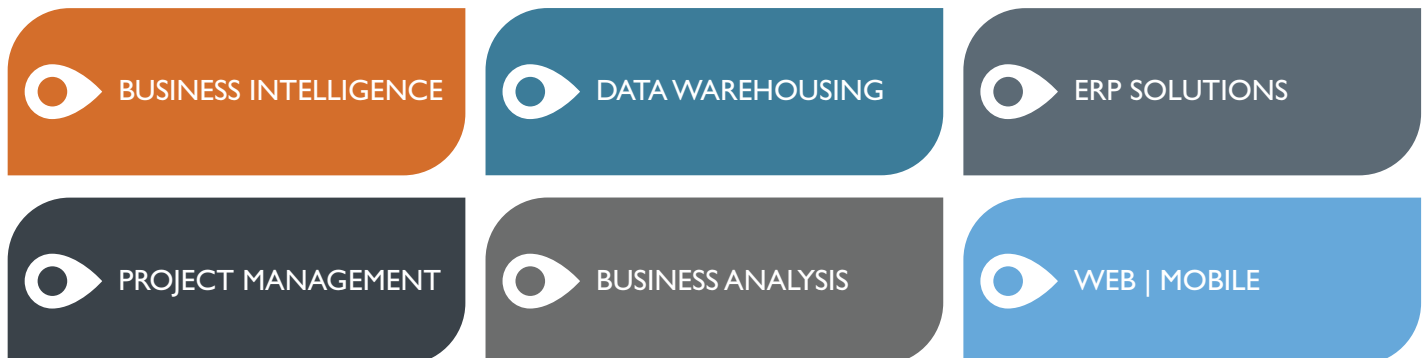 BUSINESS INTELLIGENCE
DATA WAREHOUSING
ERP SOLUTIONS
PROJECT MANAGEMENT
BUSINESS ANALYSIS
WEB | MOBILE